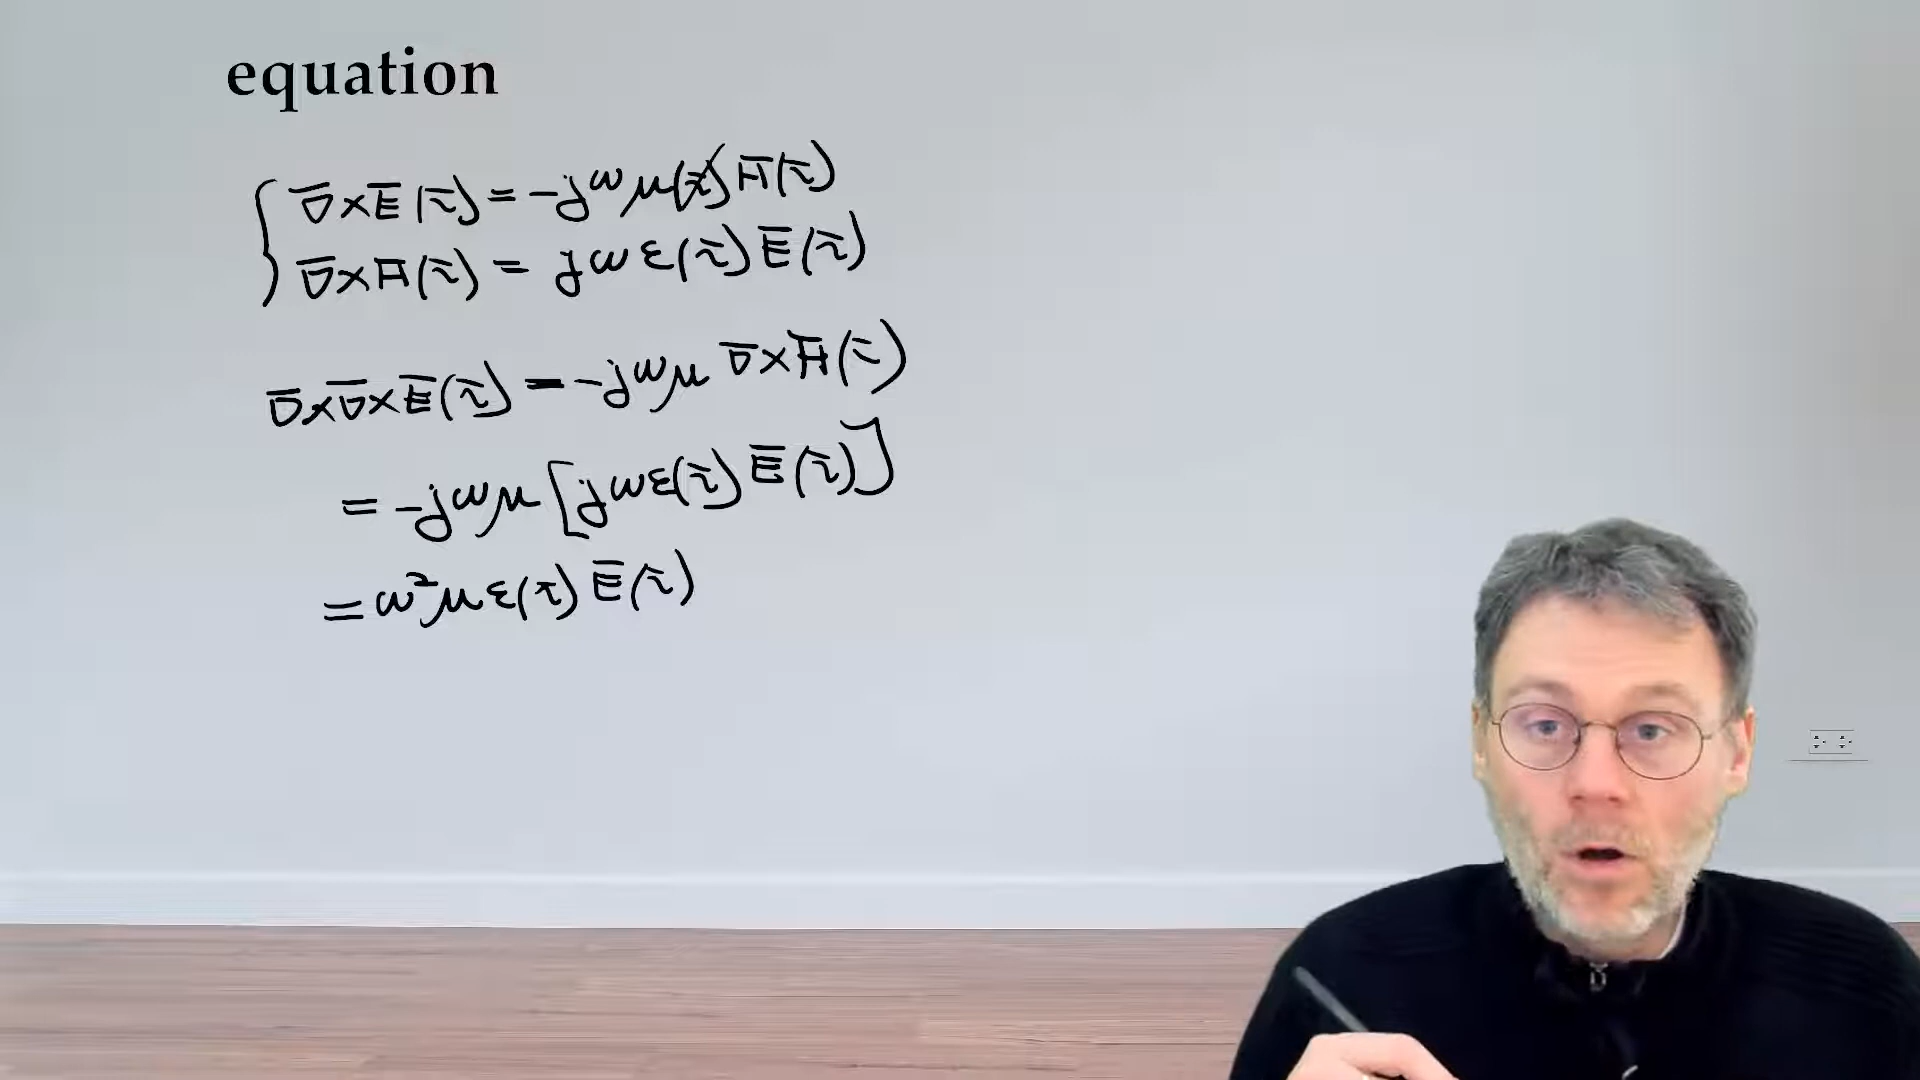 equation
∇̄×Ē(r̄) = -jωμ(r̄)H̄(r̄)
∇̄×H̄(r̄) = jωε(r̄)Ē(r̄)
∇̄×∇̄×Ē(r̄) = -jωμ ∇̄×H̄(r̄)
= -jωμ[jωε(r̄)Ē(r̄)]
= ω²με(r̄)Ē(r̄)